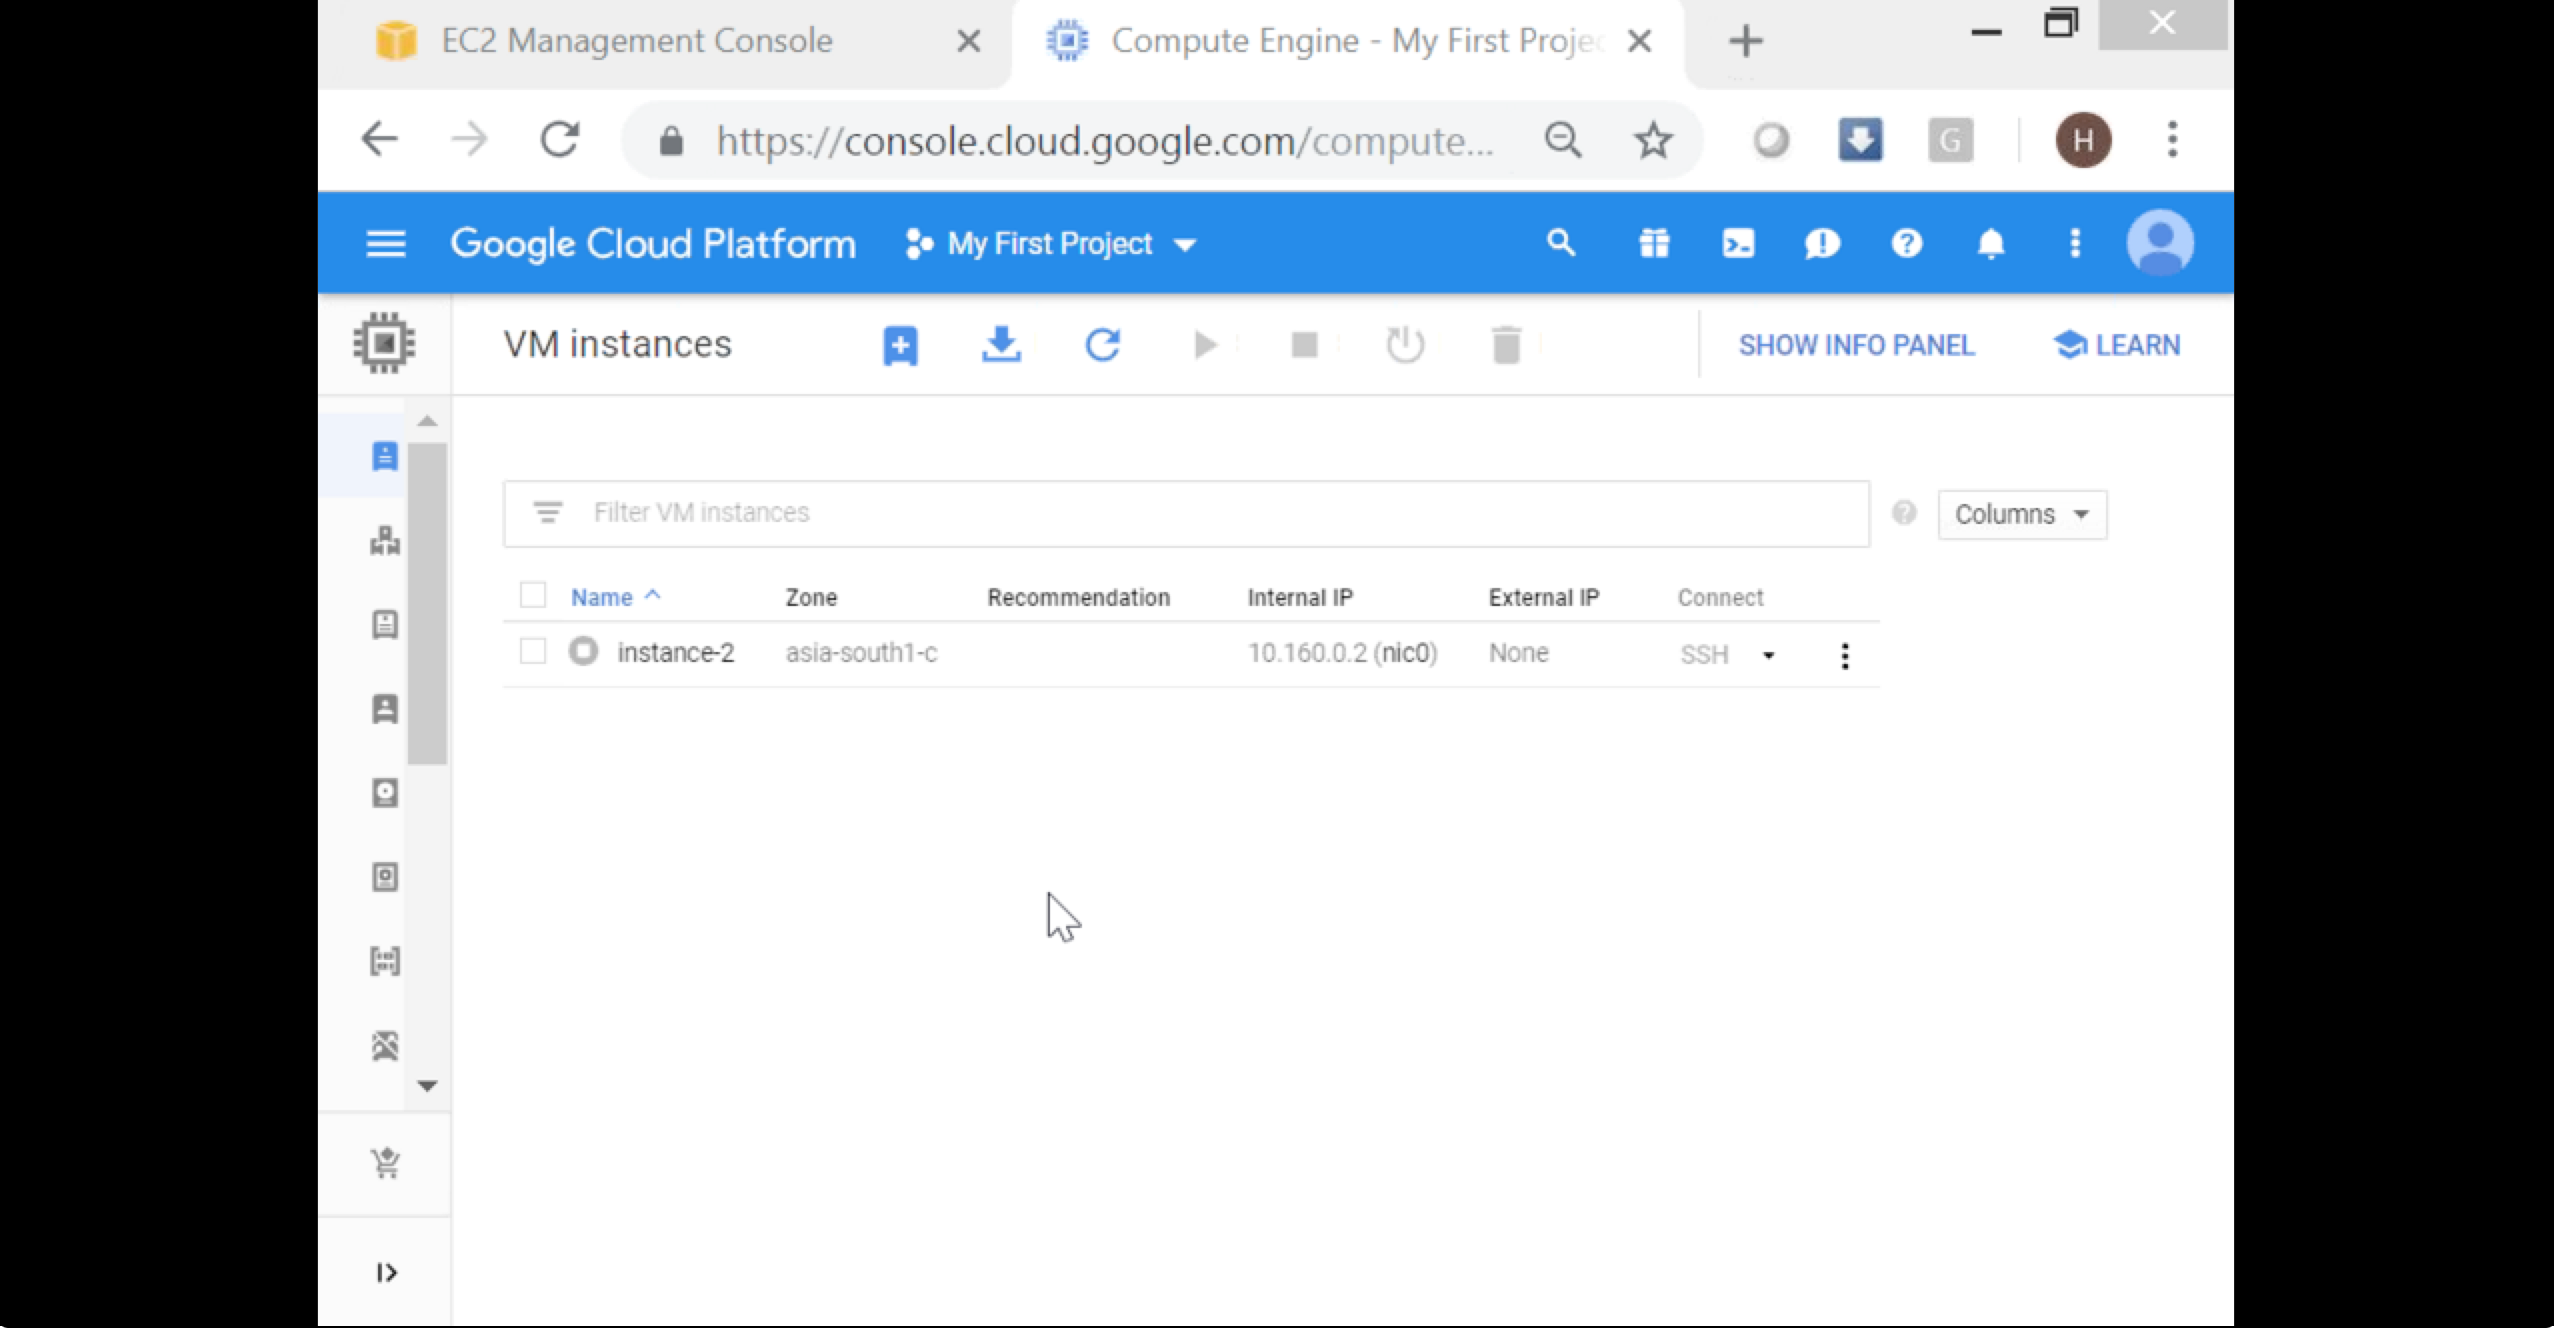 EC2 Management Console
Compute Engine - My First Projec
https://console.cloud.google.com/compute...
G
H
Google Cloud Platform
My First Project
VM instances
SHOW INFO PANEL
LEARN
Filter VM instances
Columns
Name Zone Recommendation Internal IP External IP Connect
instance-2 asia-south1-c 10.160.0.2 (nic0) None SSH